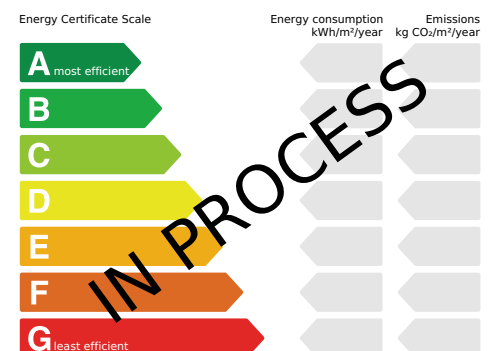 Energy Certificate Scale
Energy consumption
kWh/m²/year
Emissions
kg CO₂/m²/year
A most efficient
B
C
D
E
F
G least efficient
IN PROCESS